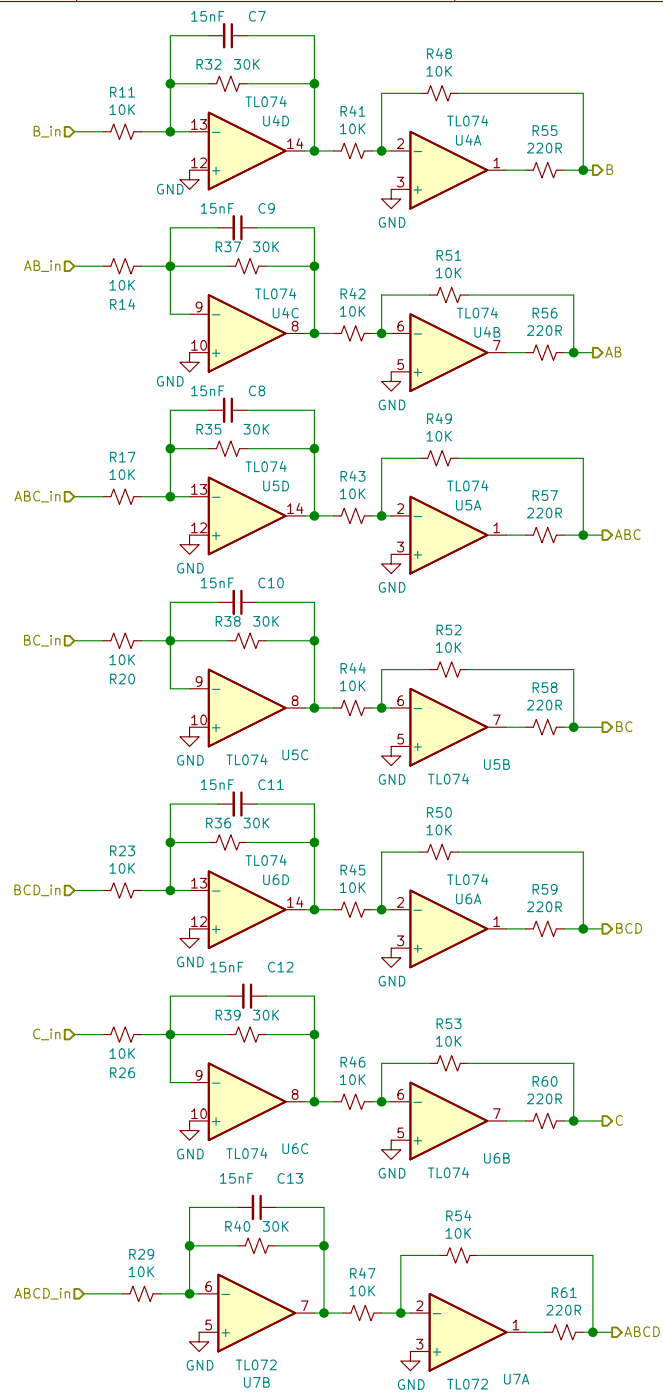 15nF C7
R32 30K
R48
10K
R11
10K
TL074
U4D
R41
10K
TL074
U4A
R55
220R
B_in
13
14
12
GND
2
1
3
GND
B
15nF C9
R37 30K
AB_in
10K
R14
R51
10K
TL074
U4C
R42
10K
TL074
U4B
R56
220R
9
8
10
GND
6
7
5
GND
AB
15nF C8
R35 30K
R49
10K
R17
10K
TL074
U5D
R43
10K
TL074
U5A
R57
220R
ABC_in
13
14
12
GND
2
1
3
GND
ABC
15nF C10
R38 30K
BC_in
10K
R20
R52
10K
R44
10K
R58
220R
9
8
10
GND
TL074 U5C
6
7
5
GND
TL074
U5B
BC
15nF C11
R36 30K
R50
10K
R23
10K
TL074
U6D
R45
10K
TL074
U6A
R59
220R
BCD_in
13
14
12
GND
2
1
3
GND
BCD
15nF C12
R39 30K
C_in
10K
R26
R53
10K
R46
10K
R60
220R
9
8
10
GND
TL074 U6C
6
7
5
GND
TL074
U6B
C
15nF C13
R40 30K
R54
10K
R29
10K
R47
10K
R61
220R
ABCD_in
6
7
5
GND
TL072
U7B
2
1
3
GND
TL072 U7A
ABCD